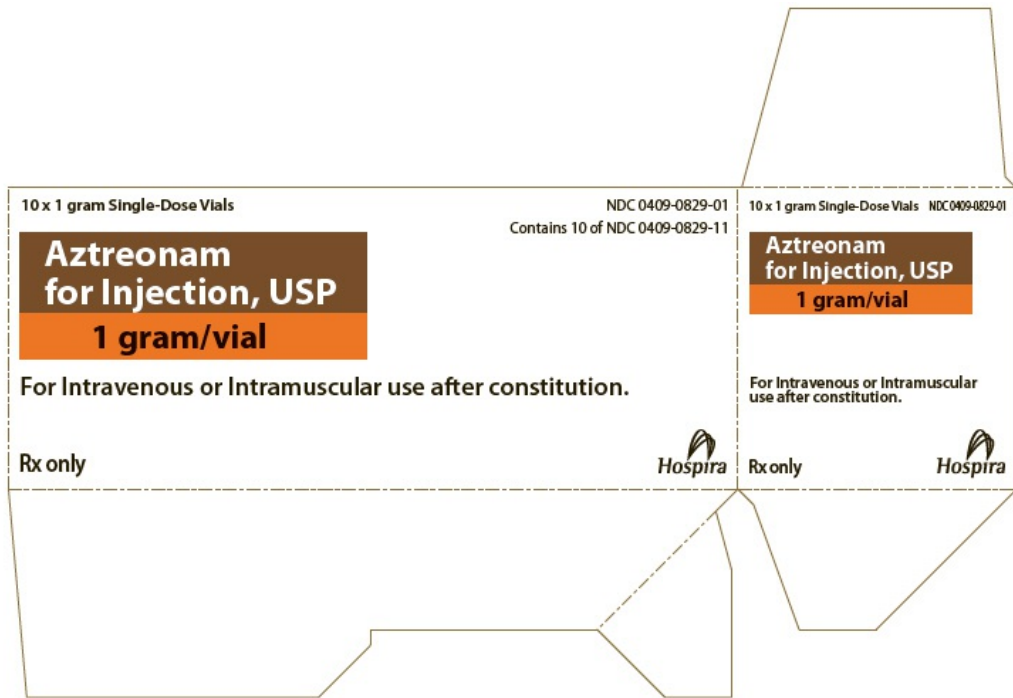 10 x 1 gram Single-Dose Vials
NDC 0409-0829-01
Contains 10 of NDC 0409-0829-11
Aztreonam
for Injection, USP
1 gram/vial
For Intravenous or Intramuscular use after constitution.
Rx only
Hospira
10 x 1 gram Single-Dose Vials NDC 0409-0829-01
Aztreonam
for Injection, USP
1 gram/vial
For Intravenous or Intramuscular
use after constitution.
Rx only
Hospira